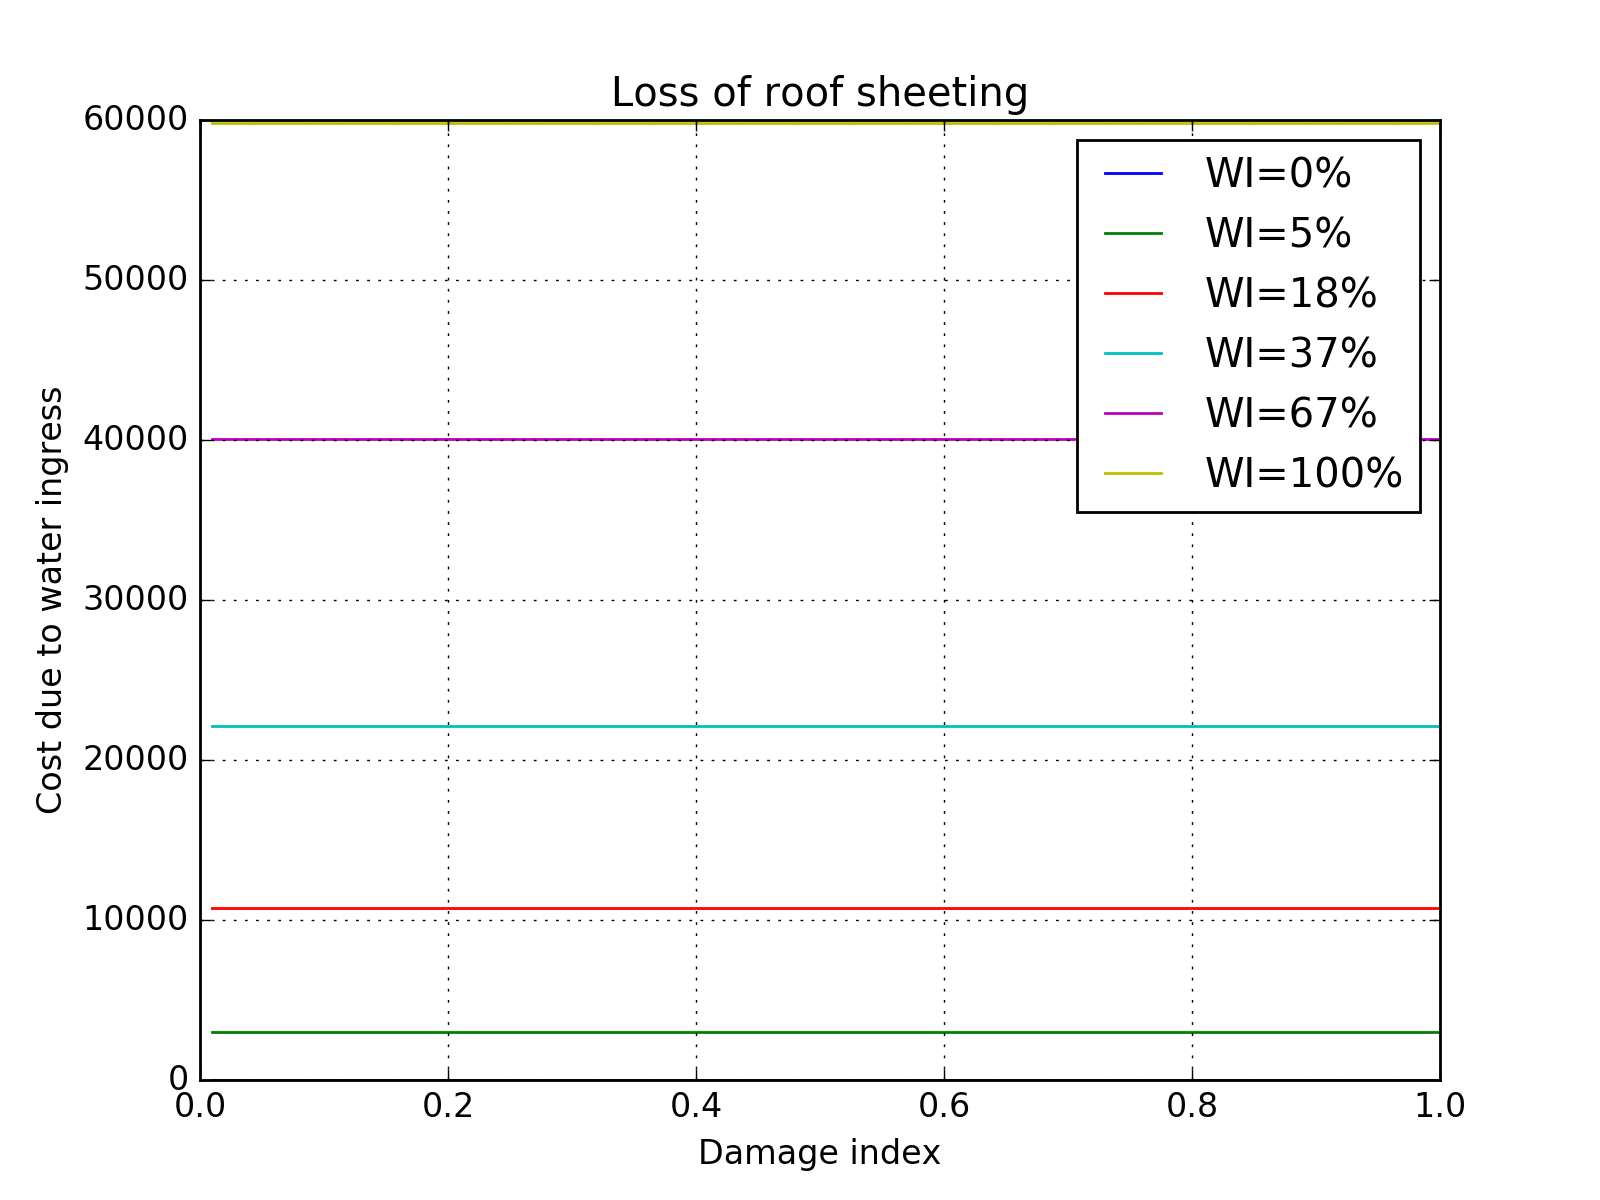 Loss of roof sheeting
60000
50000
40000
30000
20000
10000
0
Cost due to water ingress
WI=0%
WI=5%
WI=18%
WI=37%
WI=67%
WI=100%
0.0 0.2 0.4 0.6 0.8 1.0
Damage index